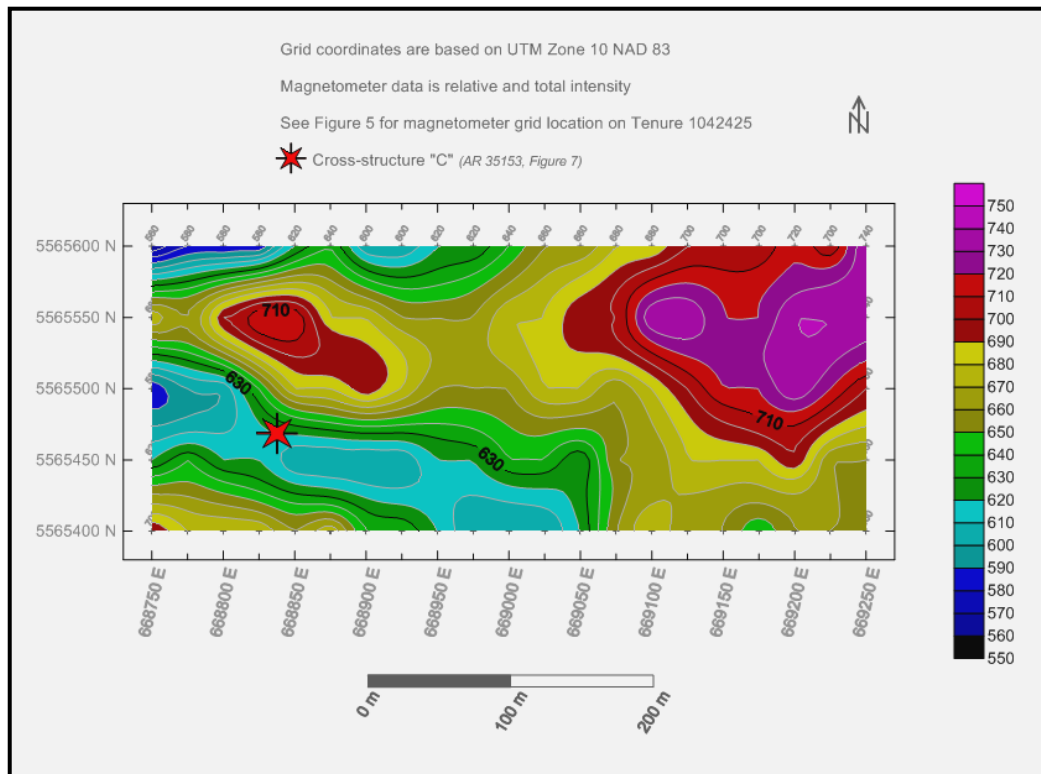 Grid coordinates are based on UTM Zone 10 NAD 83
Magnetometer data is relative and total intensity
See Figure 5 for magnetometer grid location on Tenure 1042425
N
Cross-structure "C" (AR 35153, Figure 7)
5565600 N
5565550 N
5565500 N
5565450 N
5565400 N
710
630
630
710
668750 E
668800 E
668850 E
668900 E
668950 E
669000 E
669050 E
669100 E
669150 E
669200 E
669250 E
750
740
730
720
710
700
690
680
670
660
650
640
630
620
610
600
590
580
570
560
550
0 m
100 m
200 m